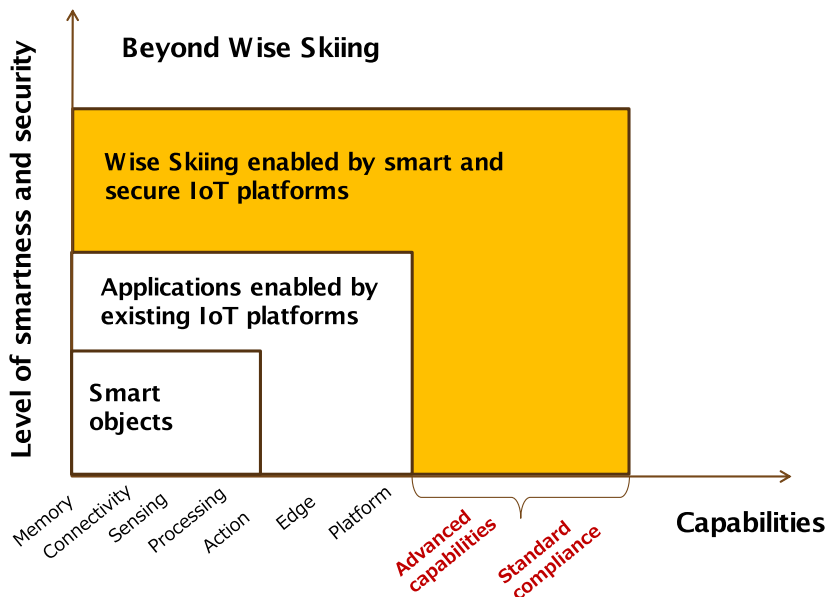 Beyond Wise Skiing
Level of smartness and security
Wise Skiing enabled by smart and
secure IoT platforms
Applications enabled by
existing IoT platforms
Smart
objects
Memory
Connectivity
Sensing
Processing
Action
Edge
Platform
Advanced
capabilities
Standard
compliance
Capabilities